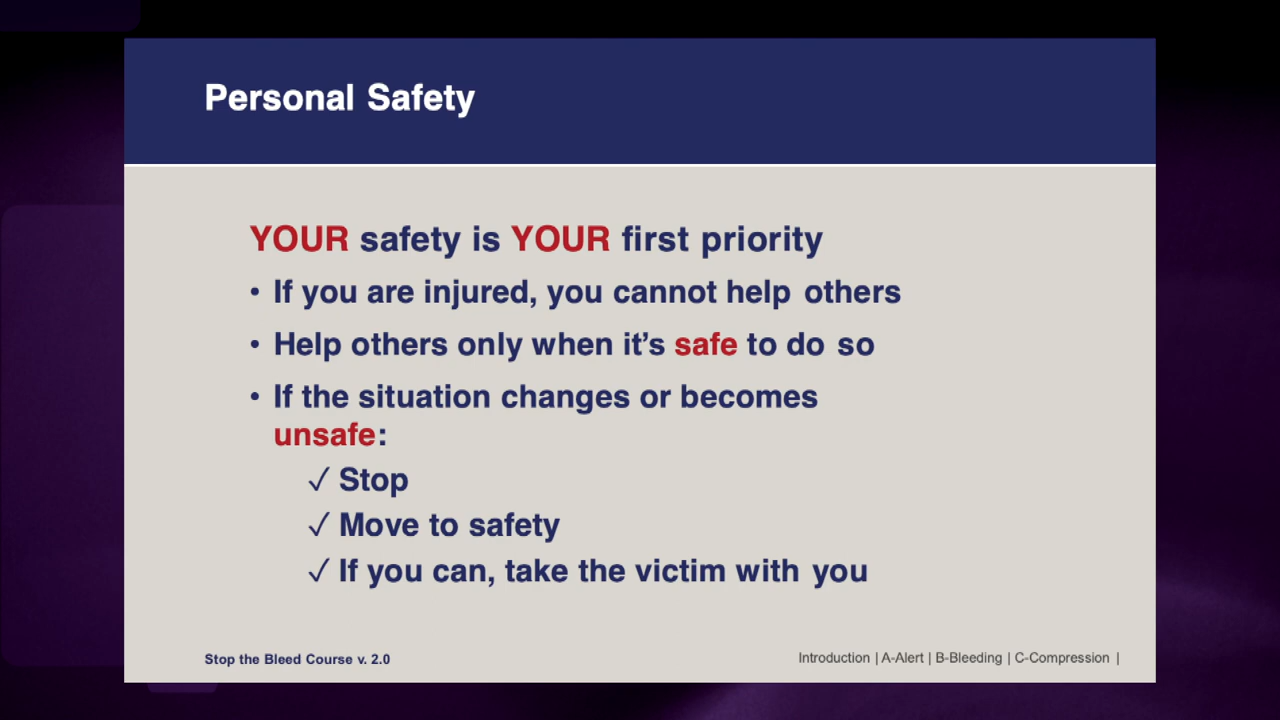 Personal Safety
YOUR safety is YOUR first priority
• If you are injured, you cannot help others
• Help others only when it’s safe to do so
• If the situation changes or becomes
unsafe:
✓ Stop
✓ Move to safety
✓ If you can, take the victim with you
Stop the Bleed Course v. 2.0
Introduction | A-Alert | B-Bleeding | C-Compression |